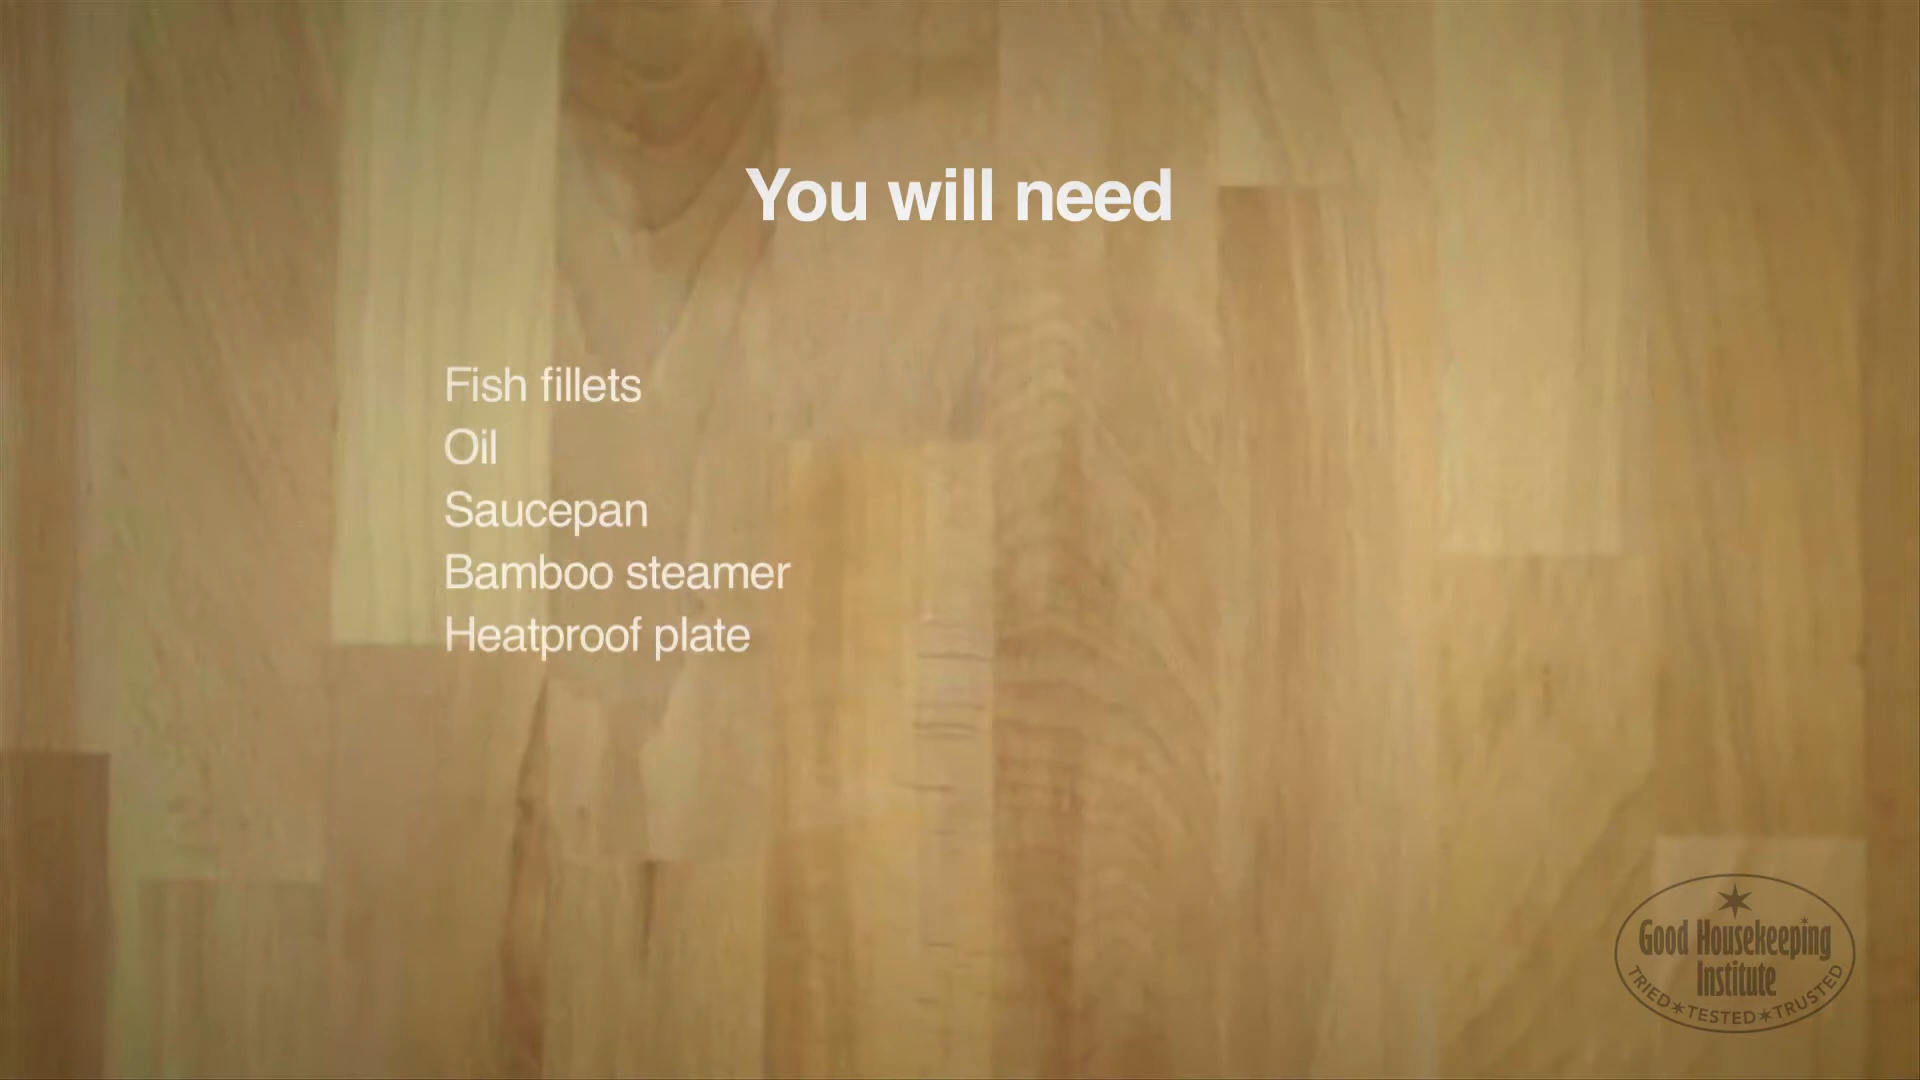 You will need
Fish fillets
Oil
Saucepan
Bamboo steamer
Heatproof plate
Good Housekeeping
Institute
TRIED★TESTED★TRUSTED